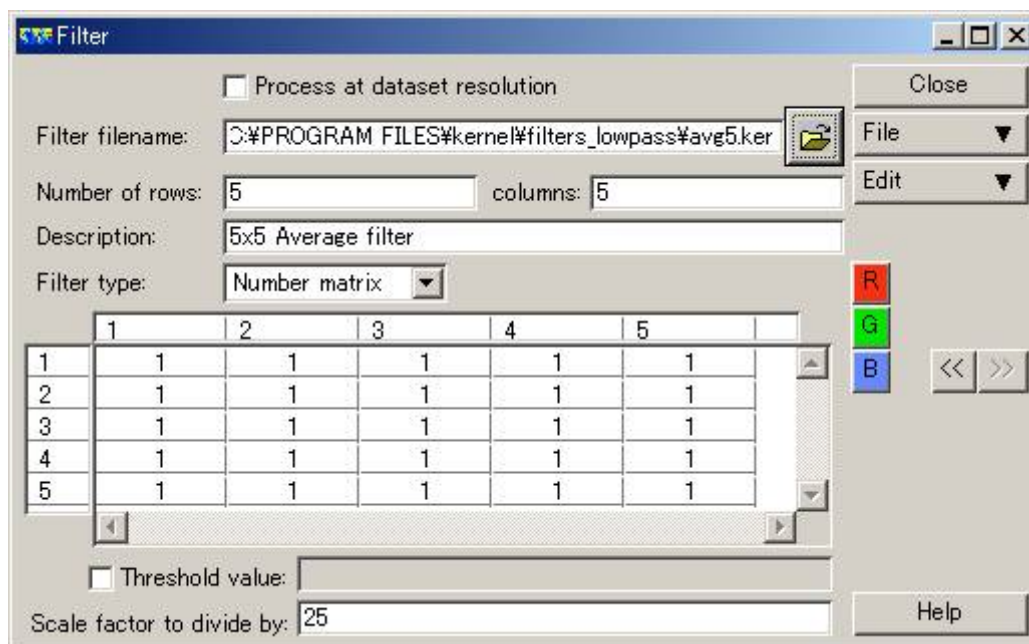 Filter
Process at dataset resolution
Close
Filter filename: C:¥PROGRAM FILES¥kernel¥filters_lowpass¥avg5.ker
File
Number of rows: 5 columns: 5
Edit
Description: 5x5 Average filter
Filter type: Number matrix
R
G
B
<< >>
1 2 3 4 5
1 1 1 1 1 1
2 1 1 1 1 1
3 1 1 1 1 1
4 1 1 1 1 1
5 1 1 1 1 1
Threshold value:
Scale factor to divide by: 25
Help